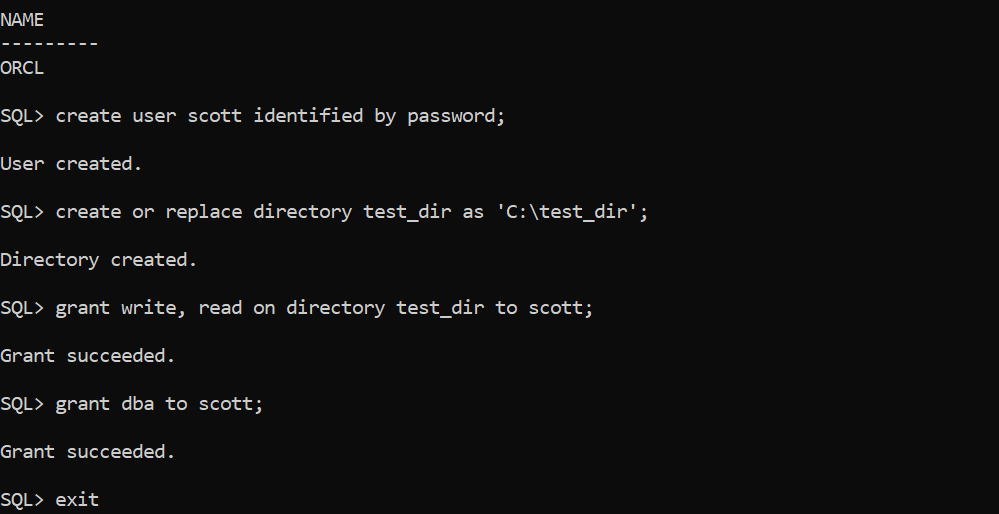 NAME
---------
ORCL
SQL> create user scott identified by password;
User created.
SQL> create or replace directory test_dir as 'C:\test_dir';
Directory created.
SQL> grant write, read on directory test_dir to scott;
Grant succeeded.
SQL> grant dba to scott;
Grant succeeded.
SQL> exit